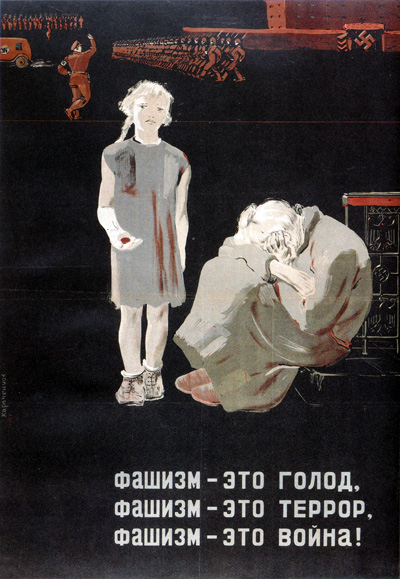 фашизм – это голод,
фашизм – это террор,
фашизм – это война!